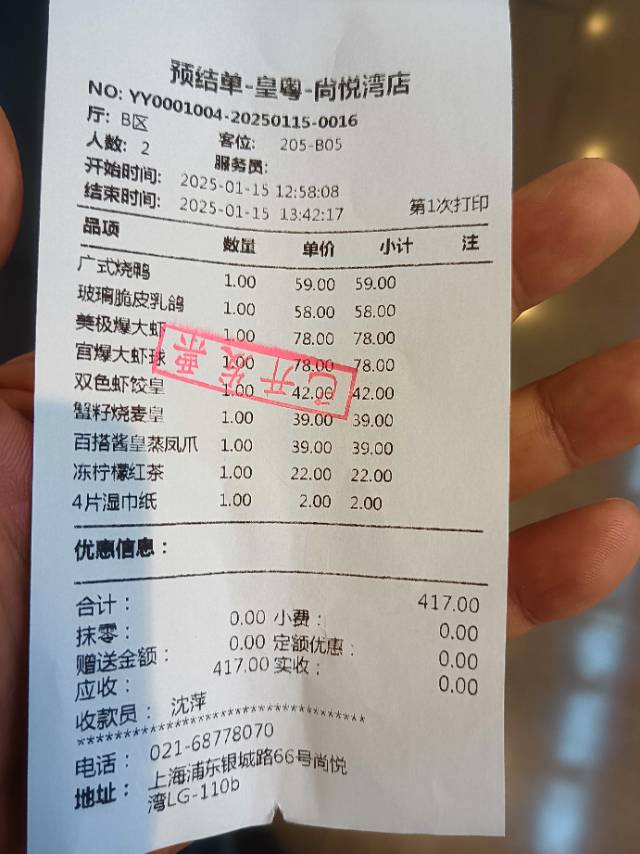 预结单-皇粤-尚悦湾店
NO: YY0001004-20250115-0016
厅: B区 客位: 205-B05
人数: 2 服务员:
开始时间: 2025-01-15 12:58:08
结束时间: 2025-01-15 13:42:17 第1次打印
品项 数量 单价 小计 注
广式烧鸭 1.00 59.00 59.00
玻璃脆皮乳鸽 1.00 58.00 58.00
美极爆大虾 1.00 78.00 78.00
宫爆大虾球 1.00 78.00 78.00
双色虾饺皇 1.00 42.00 42.00
蟹籽烧麦皇 1.00 39.00 39.00
百搭酱皇蒸凤爪 1.00 39.00 39.00
冻柠檬红茶 1.00 22.00 22.00
4片湿巾纸 1.00 2.00 2.00
已开发票
优惠信息：
合计： 417.00
抹零： 0.00 小费： 0.00
赠送金额： 0.00 定额优惠： 0.00
应收： 417.00 实收： 0.00
收款员： 沈萍
****************************************
电话： 021-68778070
地址： 上海浦东银城路66号尚悦
湾LG-110b